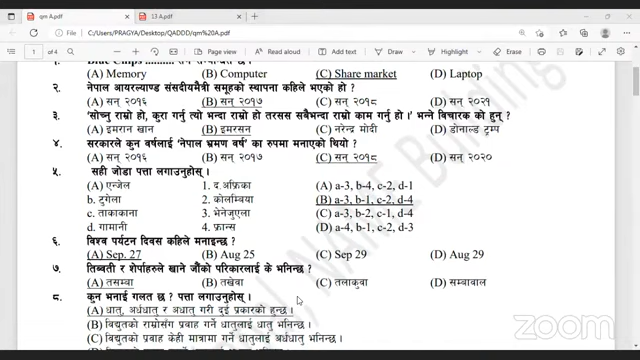 qm A.pdf
13 A.pdf
File | C:/Users/PRAGYA/Desktop/QADDD/qm%20A.pdf
Page view
Read aloud
Add text
Draw
Highlight
Erase
१. Blue Chips
(A) Memory (B) Computer (C) Share market (D) Laptop
२. नेपाल आयरल्याण्ड संसदीयमैत्री समूहको स्थापना कहिले भएको हो ?
(A) सन् २०१६ (B) सन् २०१७ (C) सन् २०१८ (D) सन् २०२१
३. 'सोच्नु राम्रो हो, कुरा गर्नु त्यो भन्दा राम्रो हो तरसस सबैभन्दा राम्रो काम गर्नु हो।' भन्ने विचारक को हुन्?
(A) इमरान खान (B) इमरसन (C) नरेन्द्र मोदी (D) डोनाल्ड ट्रम्प
४. सरकारले कुन वर्षलाई 'नेपाल भ्रमण वर्ष' का रुपमा मनाएको थियो ?
(A) सन् २०१६ (B) सन् २०१७ (C) सन् २०१८ (D) सन् २०२०
५. सही जोडा पत्ता लगाउनुहोस्।
(A) एन्जेल 1. द.अफ्रिका (A) a-3, b-4, c-2, d-1
b. टुगेला 2. कोलम्विया (B) a-3, b-1, c-2, d-4
c. ताकाकाना 3. भेनेजुएला (C) a-3, b-2, c-1, d-4
d. गामानी 4. फ्रान्स (D) a-4, b-1, c-2, d-3
६. विश्व पर्यटन दिवस कहिले मनाइन्छ ?
(A) Sep. 27 (B) Aug 25 (C) Sep 29 (D) Aug 29
७. तिब्बती र शेर्पाहरुले खाने जौंको परिकारलाई के भनिन्छ ?
(A) तसम्बा (B) तखेवा (C) तलाकुवा (D) सम्बावाल
८. कुन भनाई गलत छ ? पत्ता लगाउनुहोस्।
(A) धातु, अर्धधातु र अधातु गरी दुई प्रकारको हुन्छ।
(B) विद्युतको राम्रोसंग प्रवाह गर्ने धातुलाई धातु भनिन्छ।
(C) विद्युतको प्रवाह केही मात्रामा गर्ने धातुलाई अर्धधातु भनिन्छ।
NAME Building
LIVE
zoom